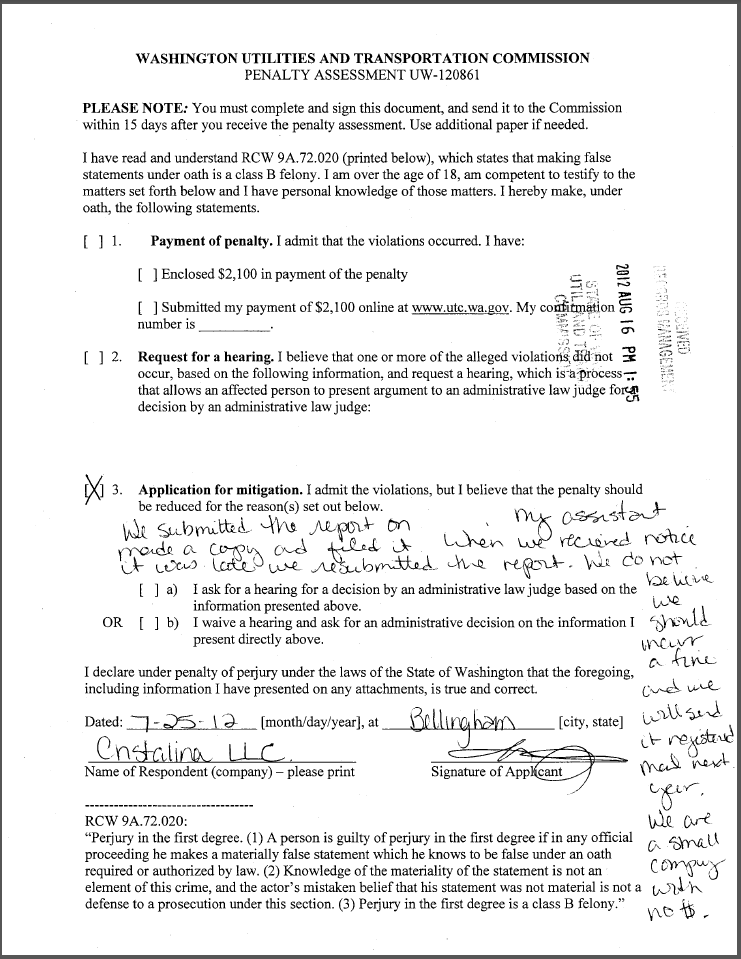 WASHINGTON UTILITIES AND TRANSPORTATION COMMISSION
PENALTY ASSESSMENT UW-120861
PLEASE NOTE: You must complete and sign this document, and send it to the Commission
within 15 days after you receive the penalty assessment. Use additional paper if needed.
I have read and understand RCW 9A.72.020 (printed below), which states that making false
statements under oath is a class B felony. I am over the age of 18, am competent to testify to the
matters set forth below and I have personal knowledge of those matters. I hereby make, under
oath, the following statements.
[ ] 1. Payment of penalty. I admit that the violations occurred. I have:
[ ] Enclosed $2,100 in payment of the penalty
[ ] Submitted my payment of $2,100 online at www.utc.wa.gov. My confirmation
number is ___________.
[ ] 2. Request for a hearing. I believe that one or more of the alleged violations did not
occur, based on the following information, and request a hearing, which is a process
that allows an affected person to present argument to an administrative law judge for a
decision by an administrative law judge:
2012 AUG 16 PM 1:55
[X] 3. Application for mitigation. I admit the violations, but I believe that the penalty should
be reduced for the reason(s) set out below.
We submitted the report on my assistant
made a copy and filed it. When we recieved notice
it was late we resubmitted the report. We do not
believe
we
should
incur
a fine
and we
will send
it registered
mail next
year.
We are
a small
company
with
no $.
[ ] a) I ask for a hearing for a decision by an administrative law judge based on the
information presented above.
OR [ ] b) I waive a hearing and ask for an administrative decision on the information I
present directly above.
I declare under penalty of perjury under the laws of the State of Washington that the foregoing,
including information I have presented on any attachments, is true and correct.
Dated: 7-25-12 [month/day/year], at Bellingham [city, state]
Cristalina LLC.
Name of Respondent (company) – please print Signature of Applicant
-----------------------------------
RCW 9A.72.020:
“Perjury in the first degree. (1) A person is guilty of perjury in the first degree if in any official
proceeding he makes a materially false statement which he knows to be false under an oath
required or authorized by law. (2) Knowledge of the materiality of the statement is not an
element of this crime, and the actor’s mistaken belief that his statement was not material is not a
defense to a prosecution under this section. (3) Perjury in the first degree is a class B felony.”